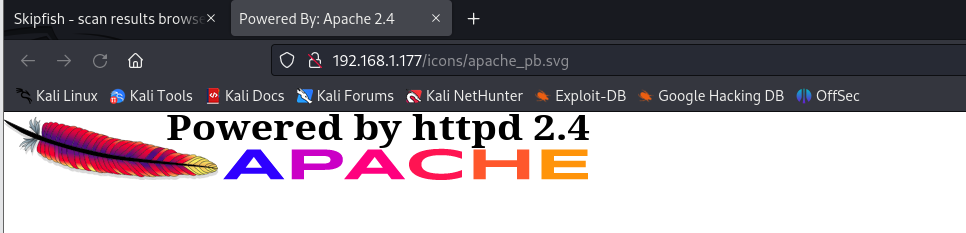 Skipfish - scan results browse
Powered By: Apache 2.4
192.168.1.177/icons/apache_pb.svg
Kali Linux Kali Tools Kali Docs Kali Forums Kali NetHunter Exploit-DB Google Hacking DB OffSec
Powered by httpd 2.4
APACHE